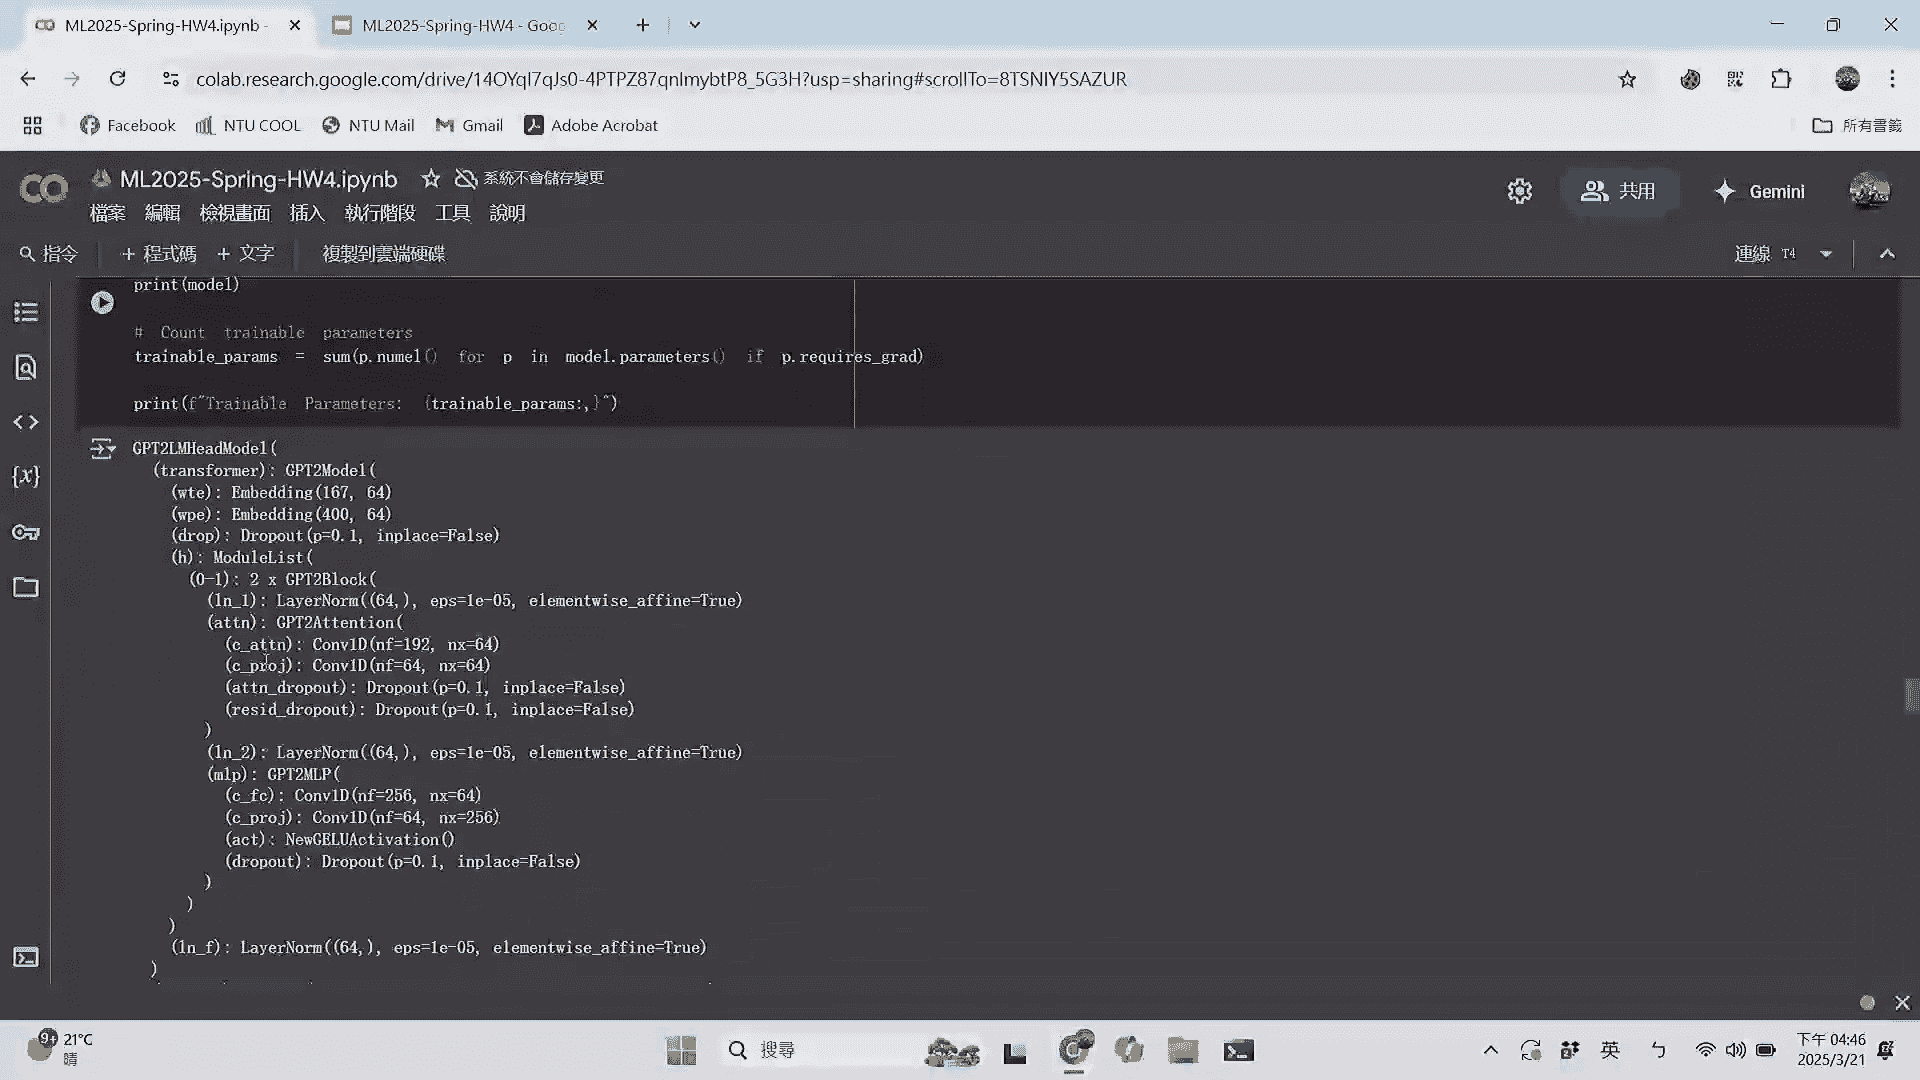 ML2025-Spring-HW4.ipynb -
ML2025-Spring-HW4 - Goo
colab.research.google.com/drive/14OYqI7qJs0-4PTPZ87qnlmybtP8_5G3H?usp=sharing#scrollTo=8TSNIY5SAZUR
Facebook NTU COOL NTU Mail Gmail Adobe Acrobat 所有書籤
ML2025-Spring-HW4.ipynb 系統不會儲存變更
檔案 編輯 檢視畫面 插入 執行階段 工具 說明
共用 Gemini
指令 + 程式碼 + 文字 複製到雲端硬碟 連線 T4
print(model)
# Count trainable parameters
trainable_params = sum(p.numel() for p in model.parameters() if p.requires_grad)
print(f"Trainable Parameters: {trainable_params:,}")
GPT2LMHeadModel(
(transformer): GPT2Model(
(wte): Embedding(167, 64)
(wpe): Embedding(400, 64)
(drop): Dropout(p=0.1, inplace=False)
(h): ModuleList(
(0-1): 2 x GPT2Block(
(ln_1): LayerNorm((64,), eps=1e-05, elementwise_affine=True)
(attn): GPT2Attention(
(c_attn): Conv1D(nf=192, nx=64)
(c_proj): Conv1D(nf=64, nx=64)
(attn_dropout): Dropout(p=0.1, inplace=False)
(resid_dropout): Dropout(p=0.1, inplace=False)
)
(ln_2): LayerNorm((64,), eps=1e-05, elementwise_affine=True)
(mlp): GPT2MLP(
(c_fc): Conv1D(nf=256, nx=64)
(c_proj): Conv1D(nf=64, nx=256)
(act): NewGELUActivation()
(dropout): Dropout(p=0.1, inplace=False)
)
)
)
(ln_f): LayerNorm((64,), eps=1e-05, elementwise_affine=True)
)
9+ 21°C
晴
搜尋
英 ㄅ
下午 04:46
2025/3/21